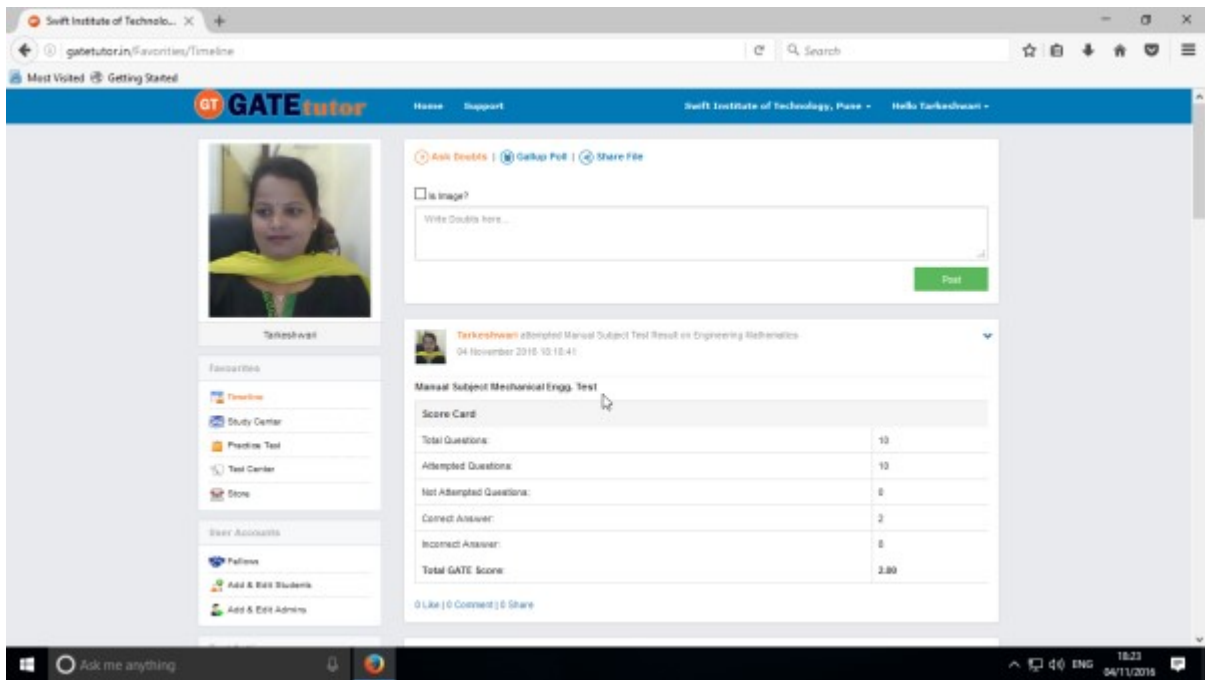 Swift Institute of Technolo...
gatetutor.in/Favorities/Timeline
Search
Most Visited Getting Started
GT GATEtutor Home Support Swift Institute of Technology, Pune Hello Tarkeshwari
Ask Doubts | Gallup Poll | Share File
Is Image?
Write Doubts here...
Post
Tarkeshwari
Favourites
Timeline
Study Center
Practice Test
Test Center
Store
User Accounts
Fellows
Add & Edit Students
Add & Edit Admins
Tarkeshwari attempted Manual Subject Test Result on Engineering Mathematics
04 November 2016 10:10:41
Manual Subject Mechanical Engg. Test
Score Card
Total Questions: 10
Attempted Questions: 10
Not Attempted Questions: 0
Correct Answer: 2
Incorrect Answer: 8
Total GATE Score: 2.00
0 Like | 0 Comment | 0 Share
Ask me anything
ENG
18:23
04/11/2016